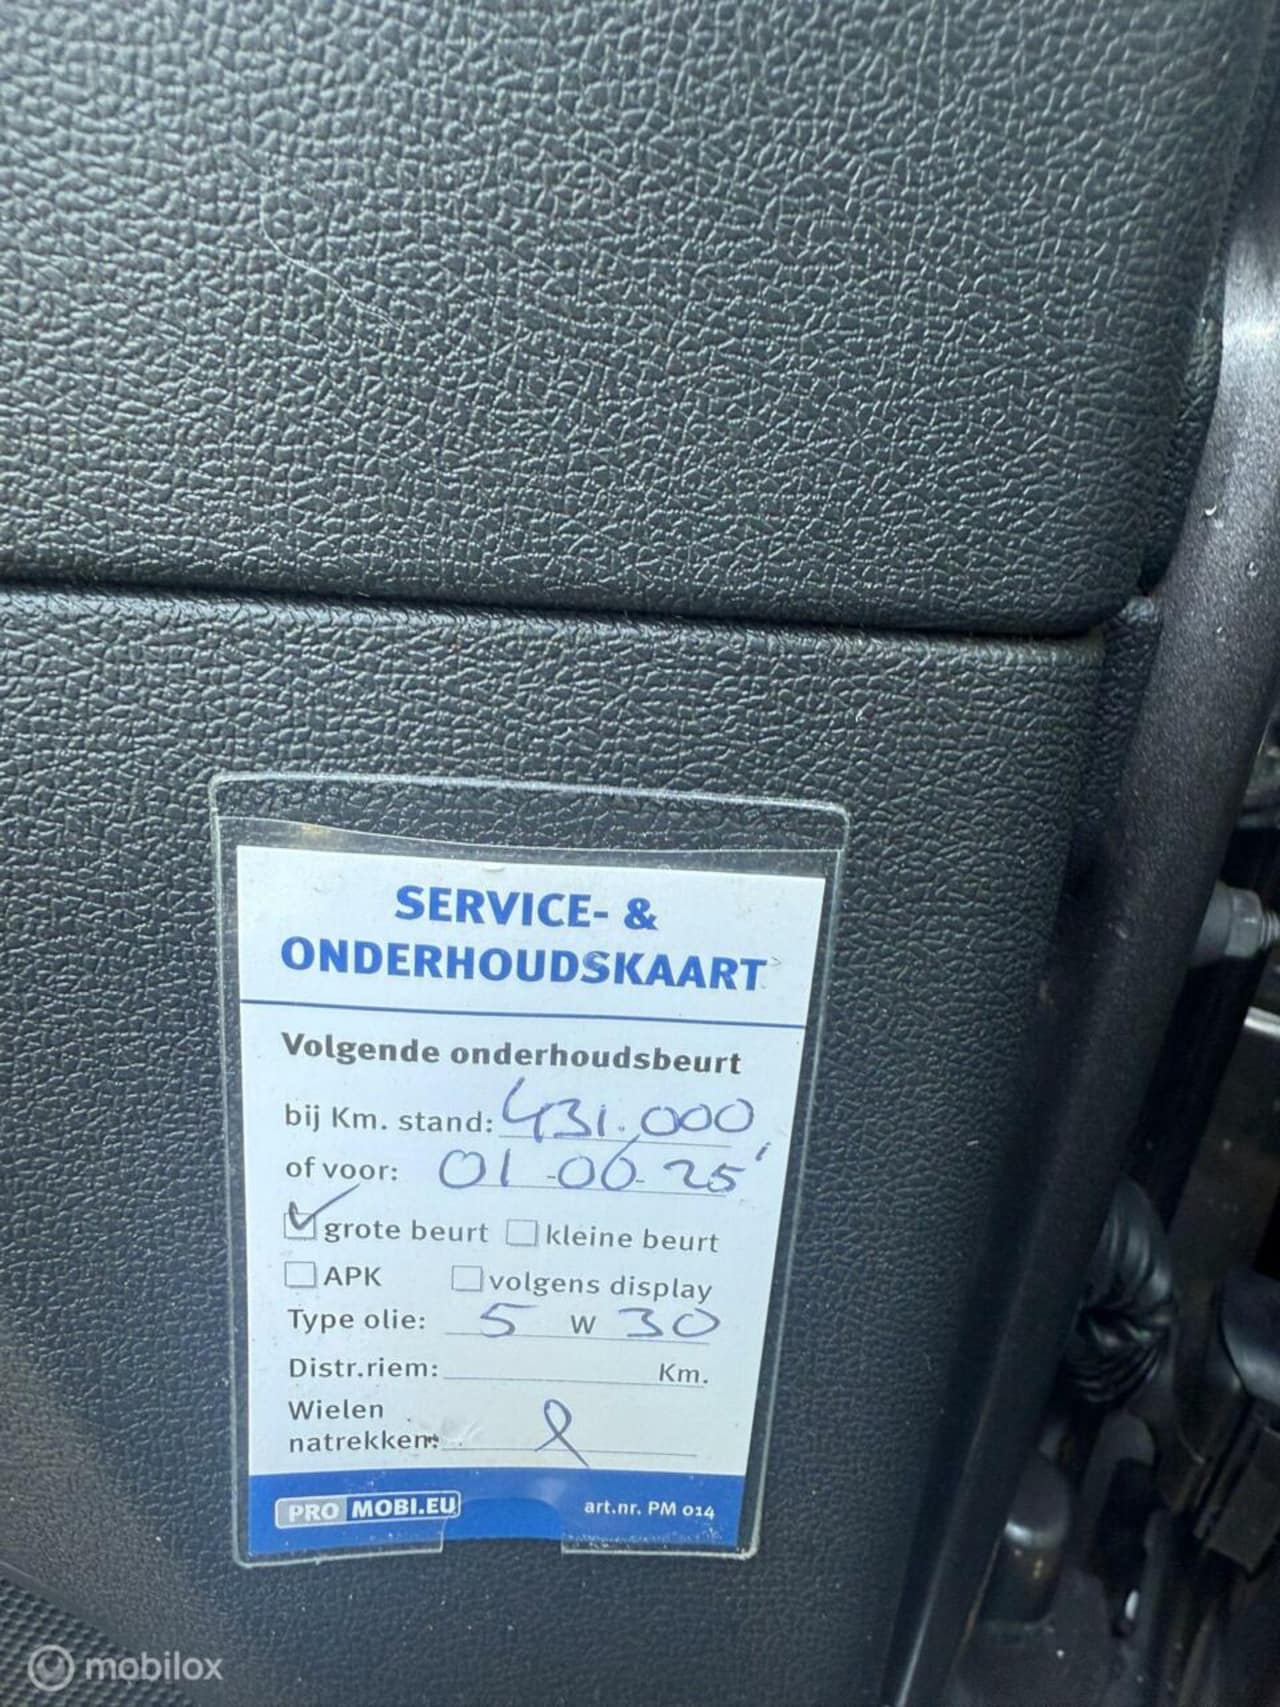 SERVICE- &
ONDERHOUDSKAART
Volgende onderhoudsbeurt
bij Km. stand: 431.000
of voor: 01-06-25
grote beurt kleine beurt
APK volgens display
Type olie: 5 W 30
Distr.riem: Km.
Wielen
natrekken:
PRO MOBI.EU art.nr. PM 014
mobilox